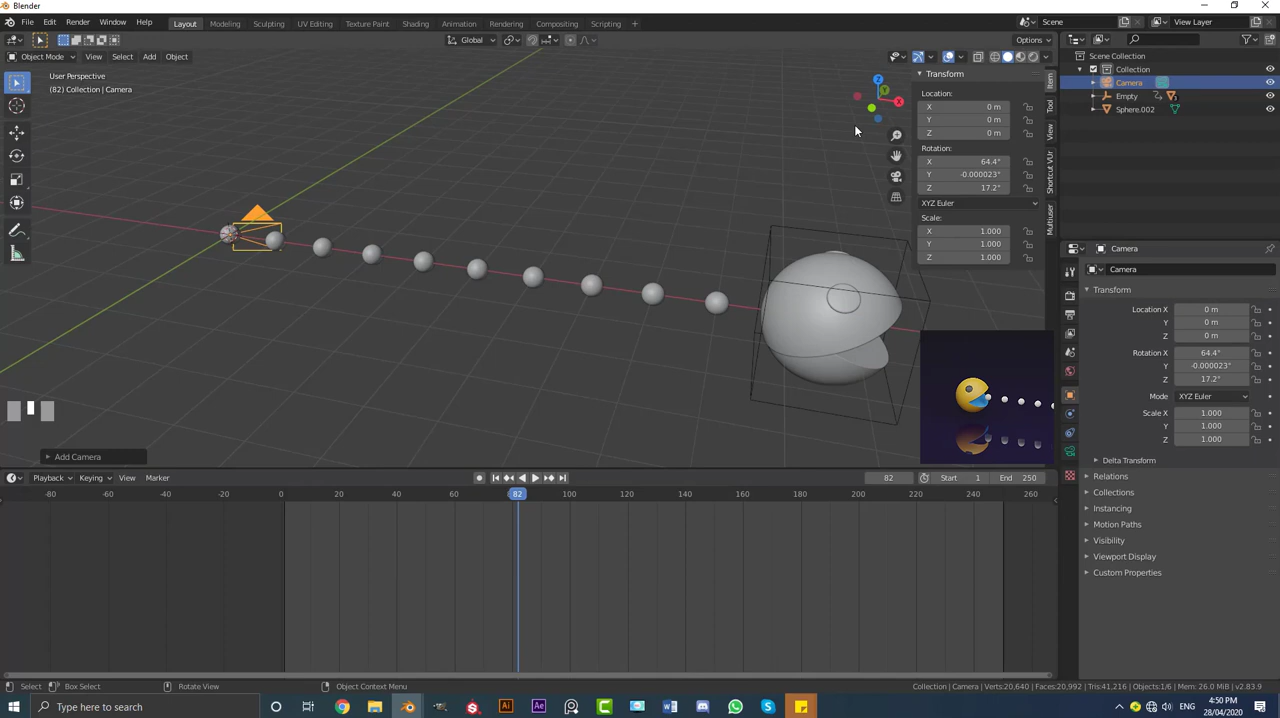 Blender
File Edit Render Window Help Layout Modeling Sculpting UV Editing Texture Paint Shading Animation Rendering Compositing Scripting Scene View Layer
Global Options
Object Mode View Select Add Object
User Perspective
(82) Collection | Camera
Transform
Location:
X 0 m
Y 0 m
Z 0 m
Rotation:
X 64.4°
Y -0.000023°
Z 17.2°
XYZ Euler
Scale:
X 1.000
Y 1.000
Z 1.000
Item
Tool
View
Shortcut VUr
Multiuser
Z
Y
X
Scene Collection
Collection
Camera
Empty
Sphere.002
Camera
Camera
Transform
Location X 0 m
Y 0 m
Z 0 m
Rotation X 64.4°
Y -0.000023°
Z 17.2°
Mode XYZ Euler
Scale X 1.000
Y 1.000
Z 1.000
Delta Transform
Relations
Collections
Instancing
Motion Paths
Visibility
Viewport Display
Custom Properties
Add Camera
Playback Keying View Marker 82 Start 1 End 250
-80 -60 -40 -20 0 20 40 60 82 100 120 140 160 180 200 220 240 260
Select Box Select Rotate View Object Context Menu Collection | Camera | Verts:20,640 | Faces:20,992 | Tris:41,216 | Objects:1/6 | Mem: 26.0 MiB | v2.83.9
Type here to search
4:50 PM
28/04/2020